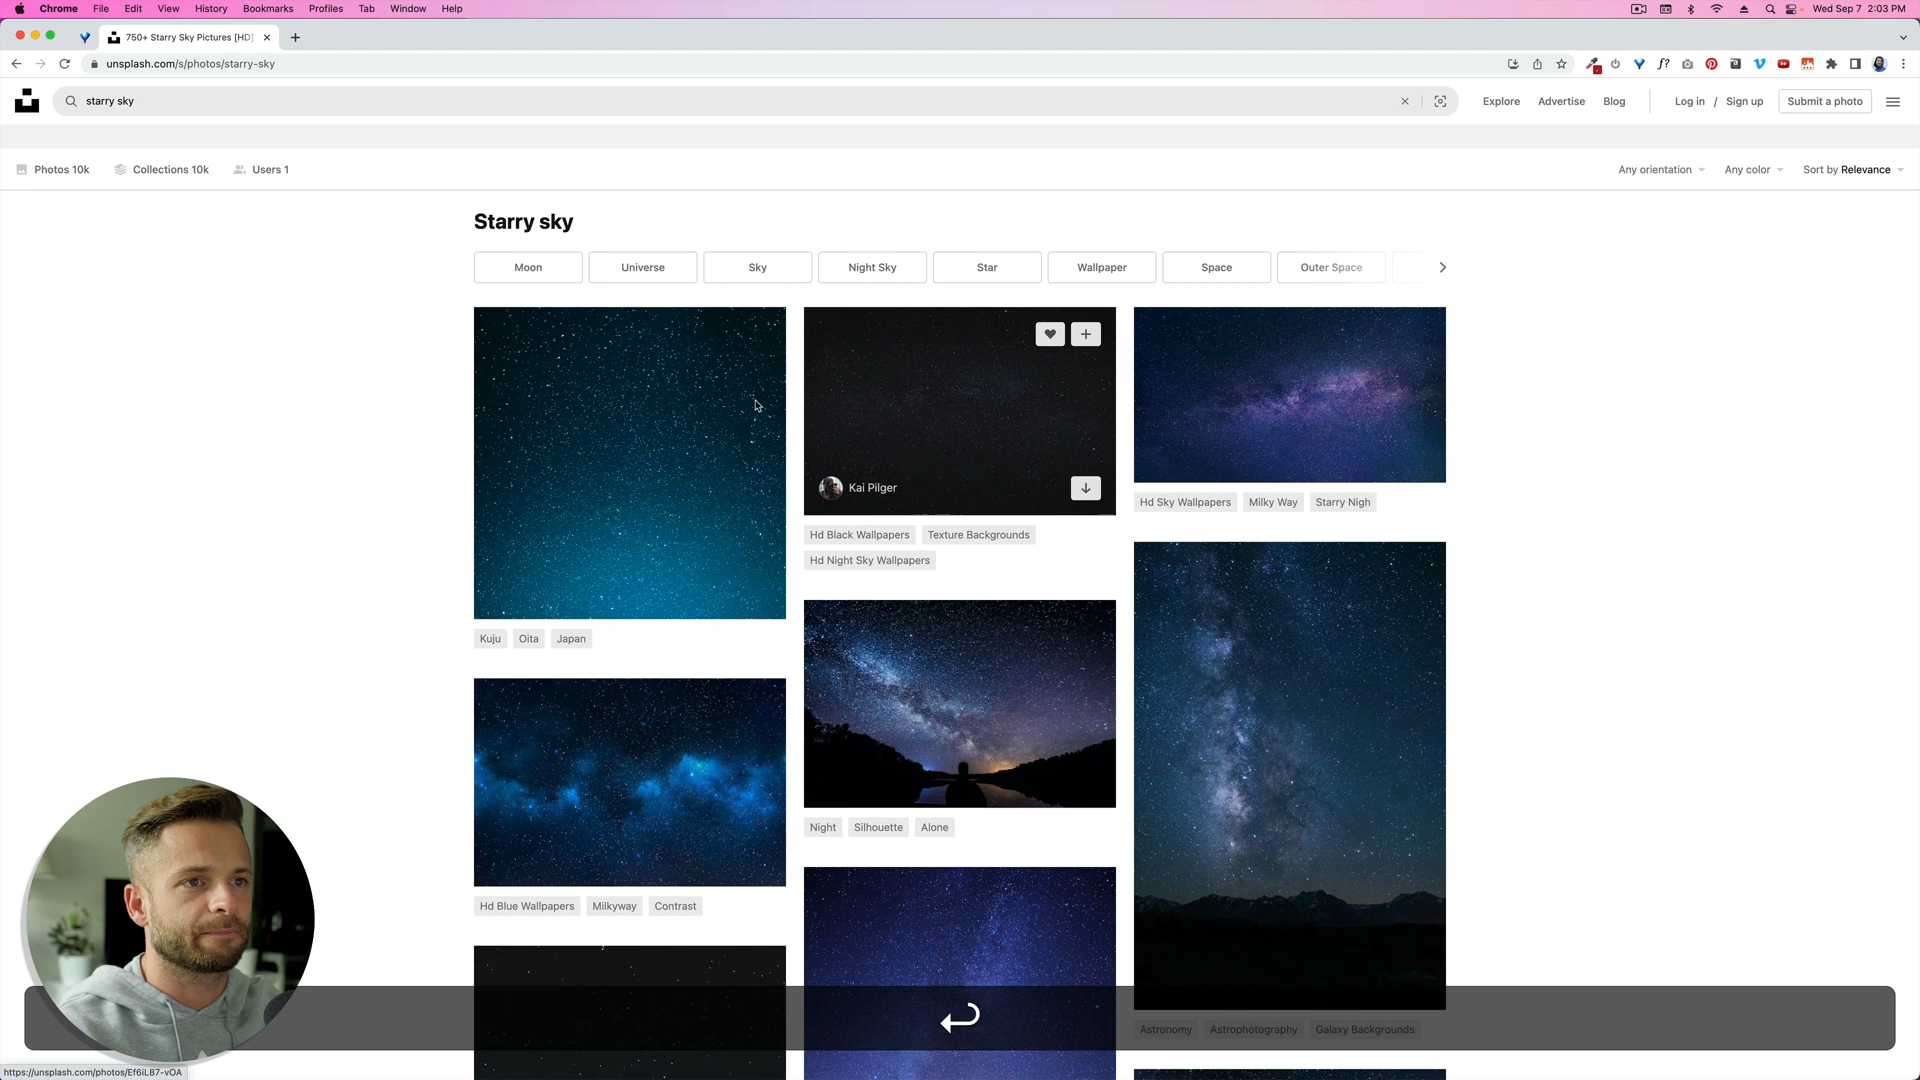 Chrome File Edit View History Bookmarks Profiles Tab Window Help Wed Sep 7 2:03 PM
750+ Starry Sky Pictures [HD]
unsplash.com/s/photos/starry-sky
starry sky Explore Advertise Blog Log in / Sign up Submit a photo
Photos 10k Collections 10k Users 1 Any orientation Any color Sort by Relevance
Starry sky
Moon Universe Sky Night Sky Star Wallpaper Space Outer Space
Kai Pilger
Hd Sky Wallpapers Milky Way Starry Nigh
Hd Black Wallpapers Texture Backgrounds
Hd Night Sky Wallpapers
Kuju Oita Japan
Night Silhouette Alone
Hd Blue Wallpapers Milkyway Contrast
Astronomy Astrophotography Galaxy Backgrounds
https://unsplash.com/photos/Ef6iL87-vOA